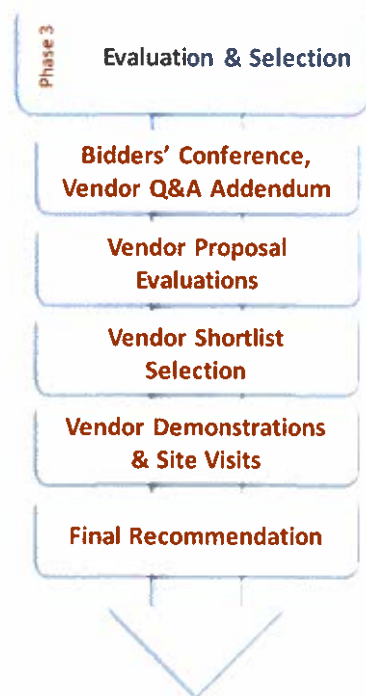 Phase 3
Evaluation & Selection
Bidders' Conference,
Vendor Q&A Addendum
Vendor Proposal
Evaluations
Vendor Shortlist
Selection
Vendor Demonstrations
& Site Visits
Final Recommendation